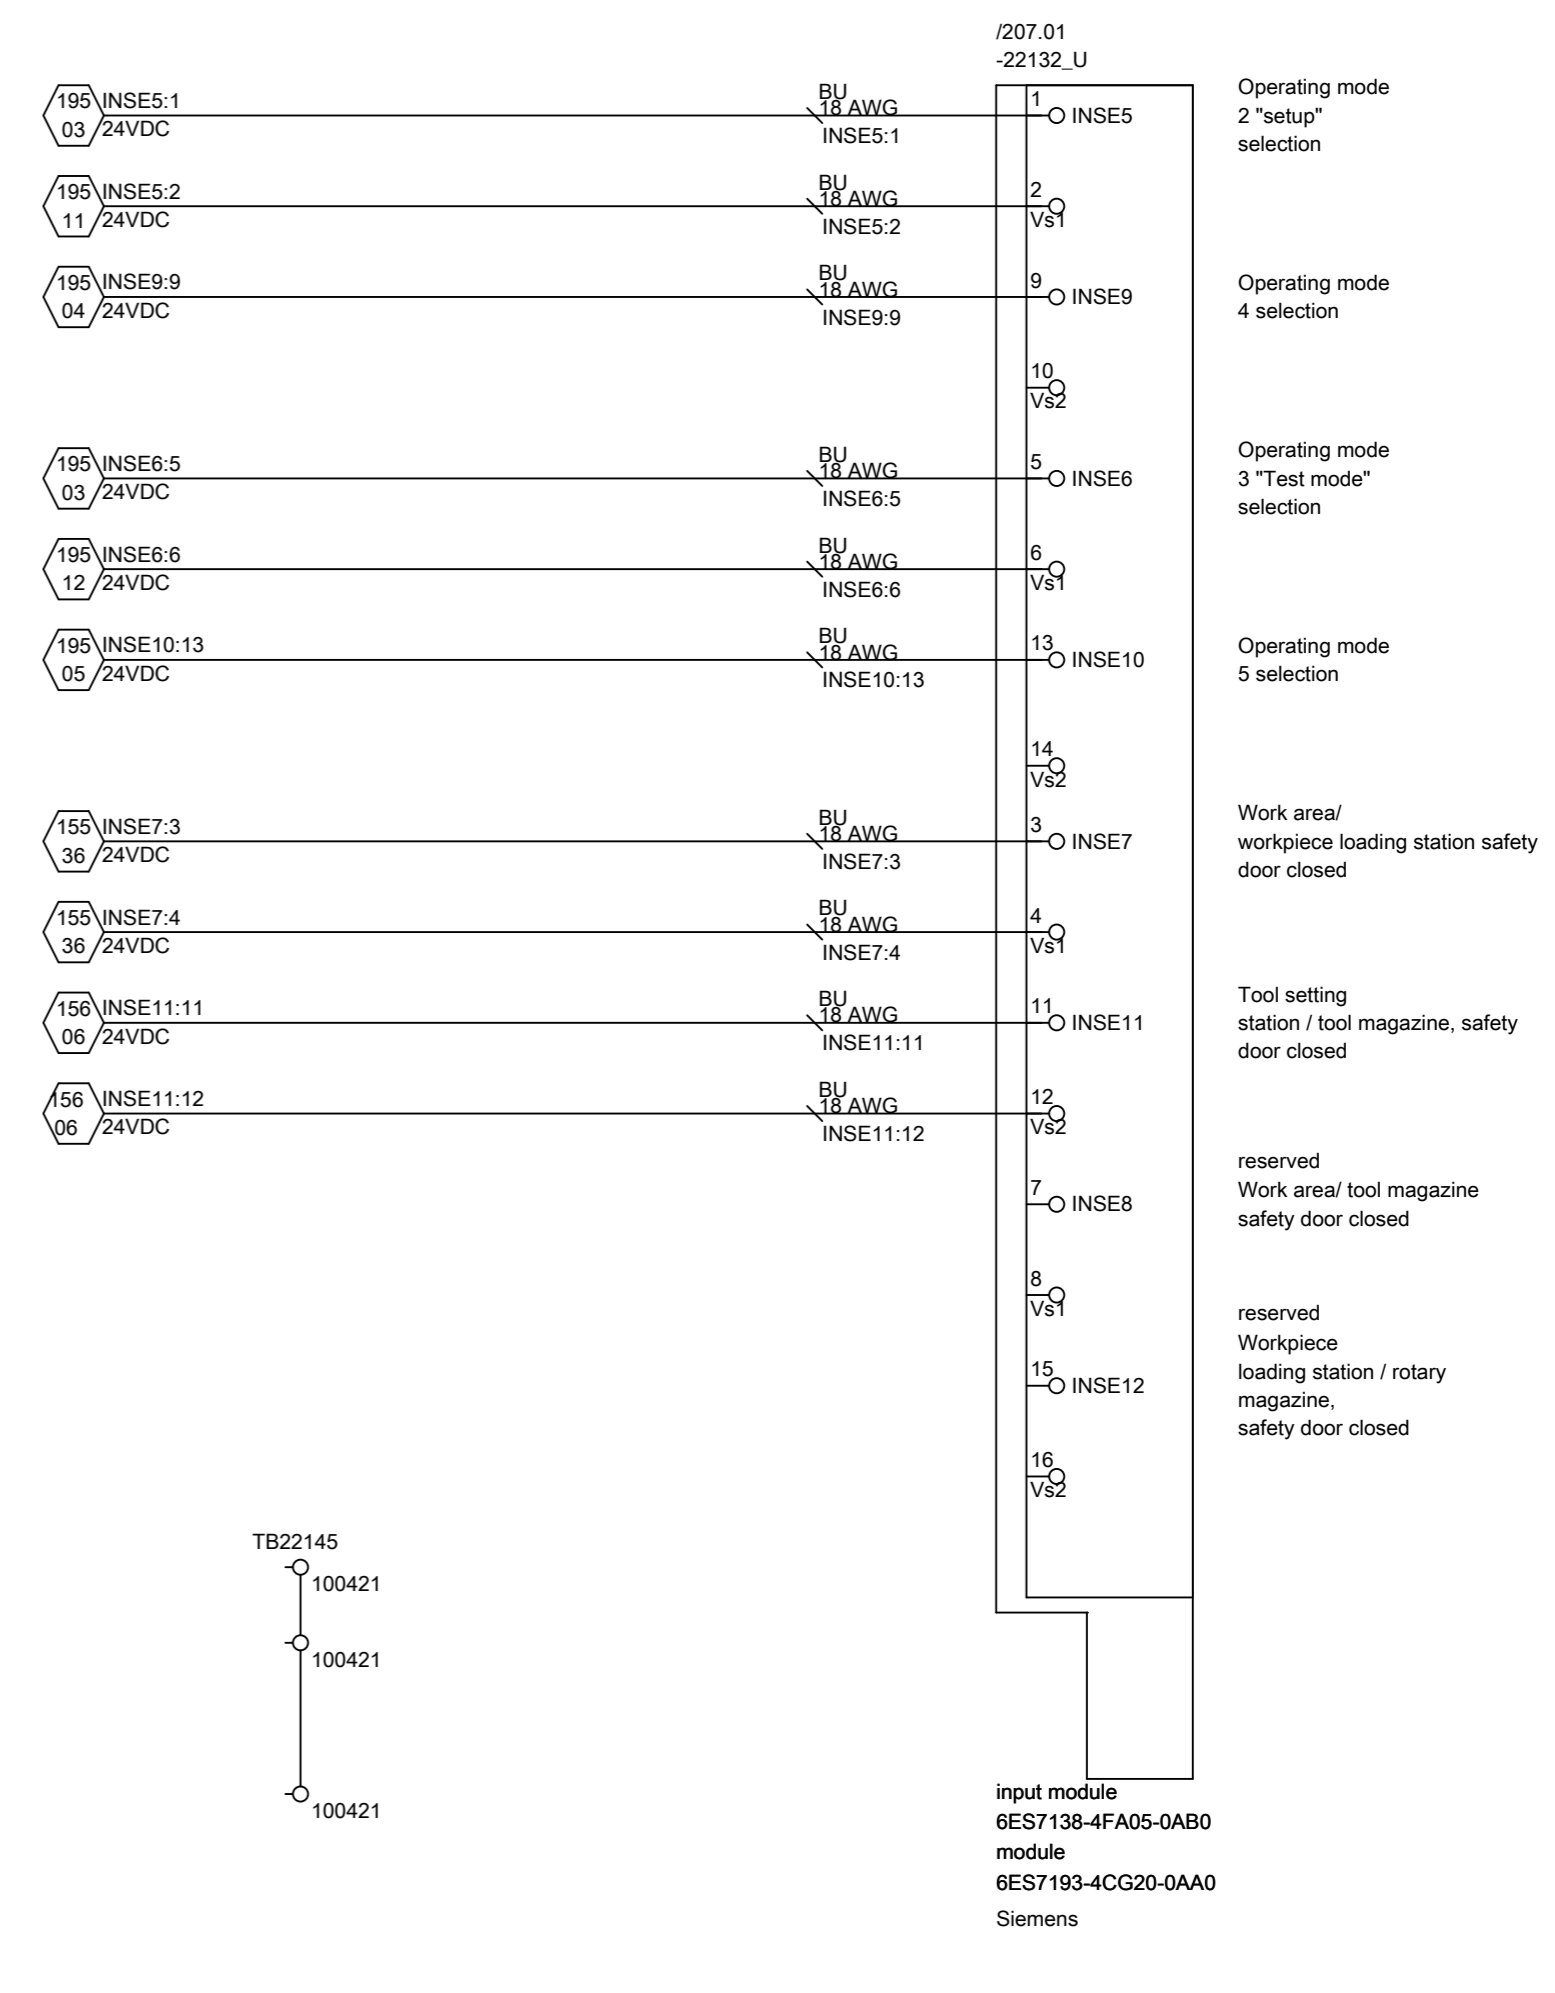 /207.01
-22132_U
195
03
INSE5:1
24VDC
BU
18 AWG
INSE5:1
1
INSE5
Operating mode
2 "setup"
selection
195
11
INSE5:2
24VDC
BU
18 AWG
INSE5:2
2
Vs1
195
04
INSE9:9
24VDC
BU
18 AWG
INSE9:9
9
INSE9
Operating mode
4 selection
10
Vs2
195
03
INSE6:5
24VDC
BU
18 AWG
INSE6:5
5
INSE6
Operating mode
3 "Test mode"
selection
195
12
INSE6:6
24VDC
BU
18 AWG
INSE6:6
6
Vs1
195
05
INSE10:13
24VDC
BU
18 AWG
INSE10:13
13
INSE10
Operating mode
5 selection
14
Vs2
155
36
INSE7:3
24VDC
BU
18 AWG
INSE7:3
3
INSE7
Work area/
workpiece loading station safety
door closed
155
36
INSE7:4
24VDC
BU
18 AWG
INSE7:4
4
Vs1
156
06
INSE11:11
24VDC
BU
18 AWG
INSE11:11
11
INSE11
Tool setting
station / tool magazine, safety
door closed
156
06
INSE11:12
24VDC
BU
18 AWG
INSE11:12
12
Vs2
7
INSE8
reserved
Work area/ tool magazine
safety door closed
8
Vs1
15
INSE12
reserved
Workpiece
loading station / rotary
magazine,
safety door closed
16
Vs2
TB22145
100421
100421
100421
input module
6ES7138-4FA05-0AB0
module
6ES7193-4CG20-0AA0
Siemens